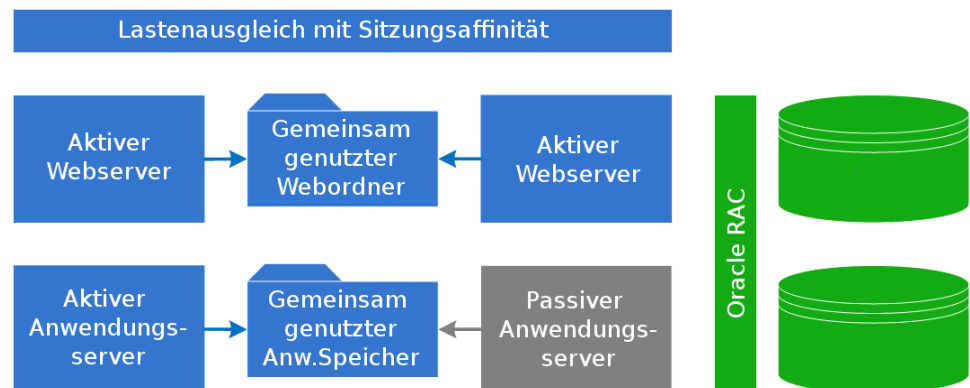 Lastenausgleich mit Sitzungsaffinität
Aktiver
Webserver
Gemeinsam
genutzter
Webordner
Aktiver
Webserver
Aktiver
Anwendungs-
server
Gemeinsam
genutzter
Anw.Speicher
Passiver
Anwendungs-
server
Oracle RAC